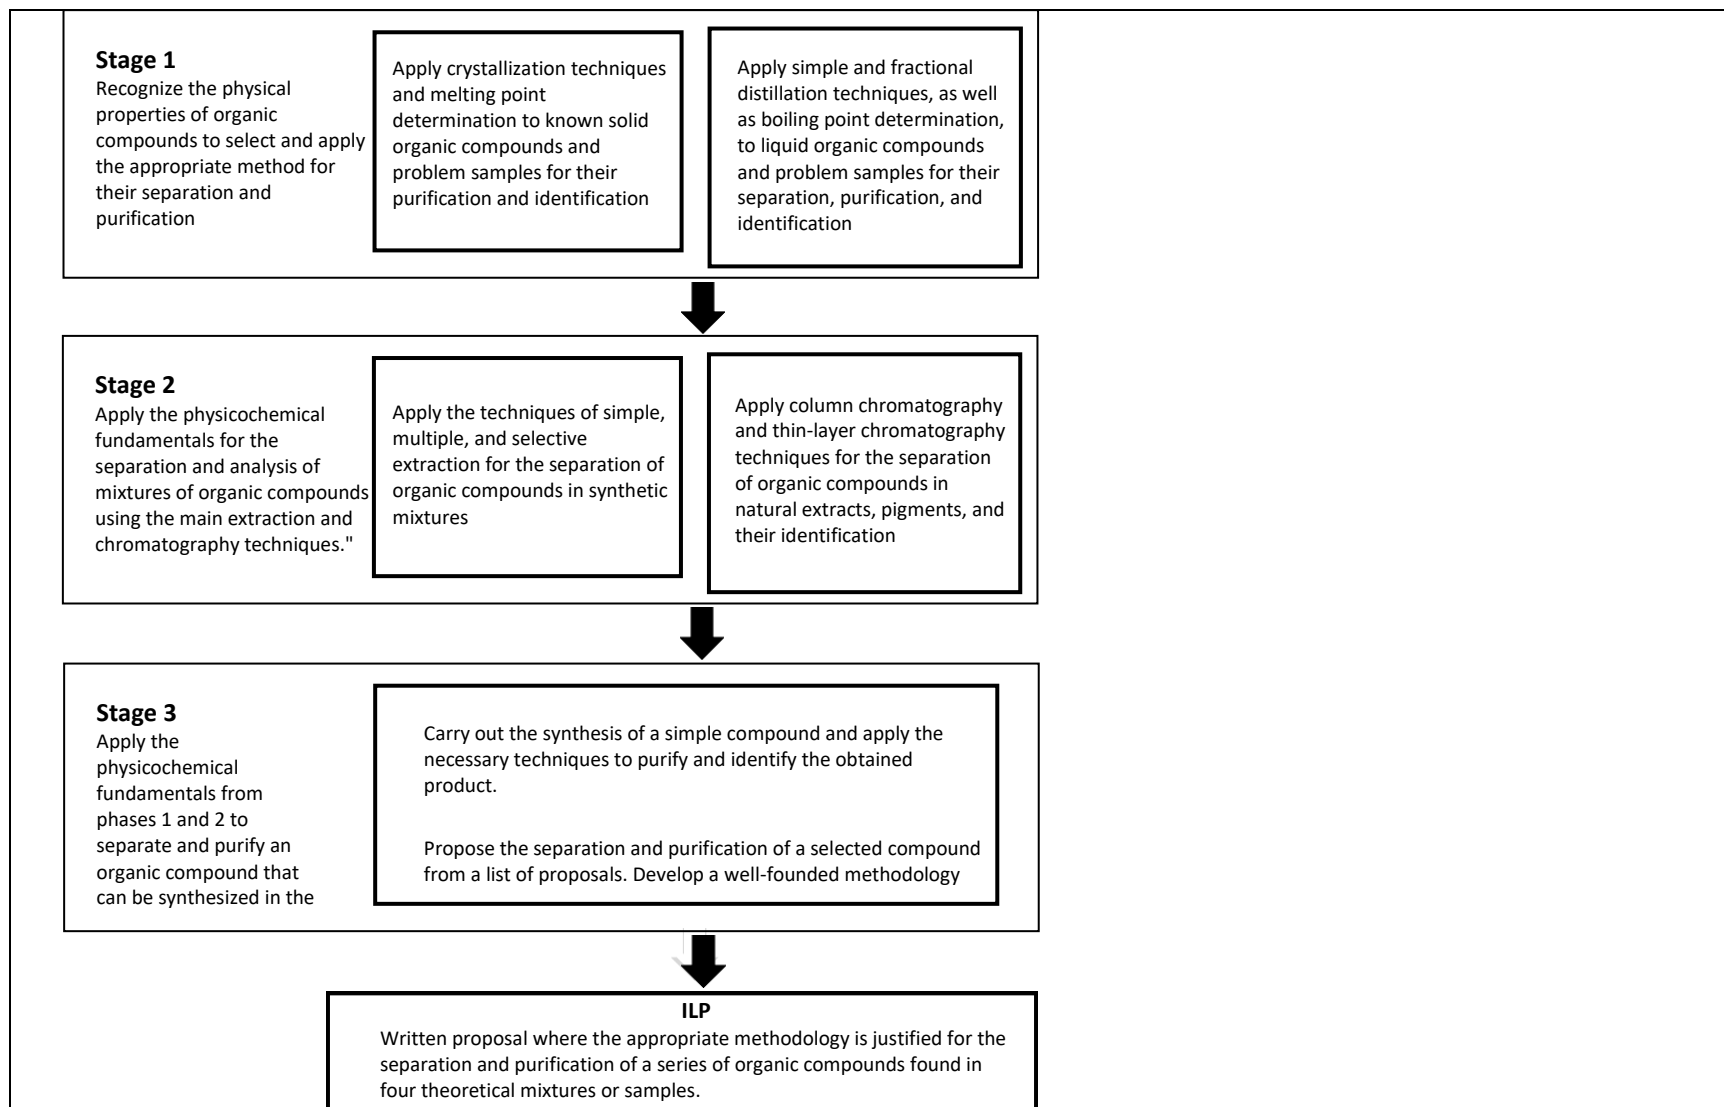 Stage 1
Recognize the physical
properties of organic
compounds to select and apply
the appropriate method for
their separation and
purification
Apply crystallization techniques
and melting point
determination to known solid
organic compounds and
problem samples for their
purification and identification
Apply simple and fractional
distillation techniques, as well
as boiling point determination,
to liquid organic compounds
and problem samples for their
separation, purification, and
identification
Stage 2
Apply the physicochemical
fundamentals for the
separation and analysis of
mixtures of organic compounds
using the main extraction and
chromatography techniques."
Apply the techniques of simple,
multiple, and selective
extraction for the separation of
organic compounds in synthetic
mixtures
Apply column chromatography
and thin-layer chromatography
techniques for the separation
of organic compounds in
natural extracts, pigments, and
their identification
Stage 3
Apply the
physicochemical
fundamentals from
phases 1 and 2 to
separate and purify an
organic compound that
can be synthesized in the
Carry out the synthesis of a simple compound and apply the
necessary techniques to purify and identify the obtained
product.
Propose the separation and purification of a selected compound
from a list of proposals. Develop a well-founded methodology
ILP
Written proposal where the appropriate methodology is justified for the
separation and purification of a series of organic compounds found in
four theoretical mixtures or samples.